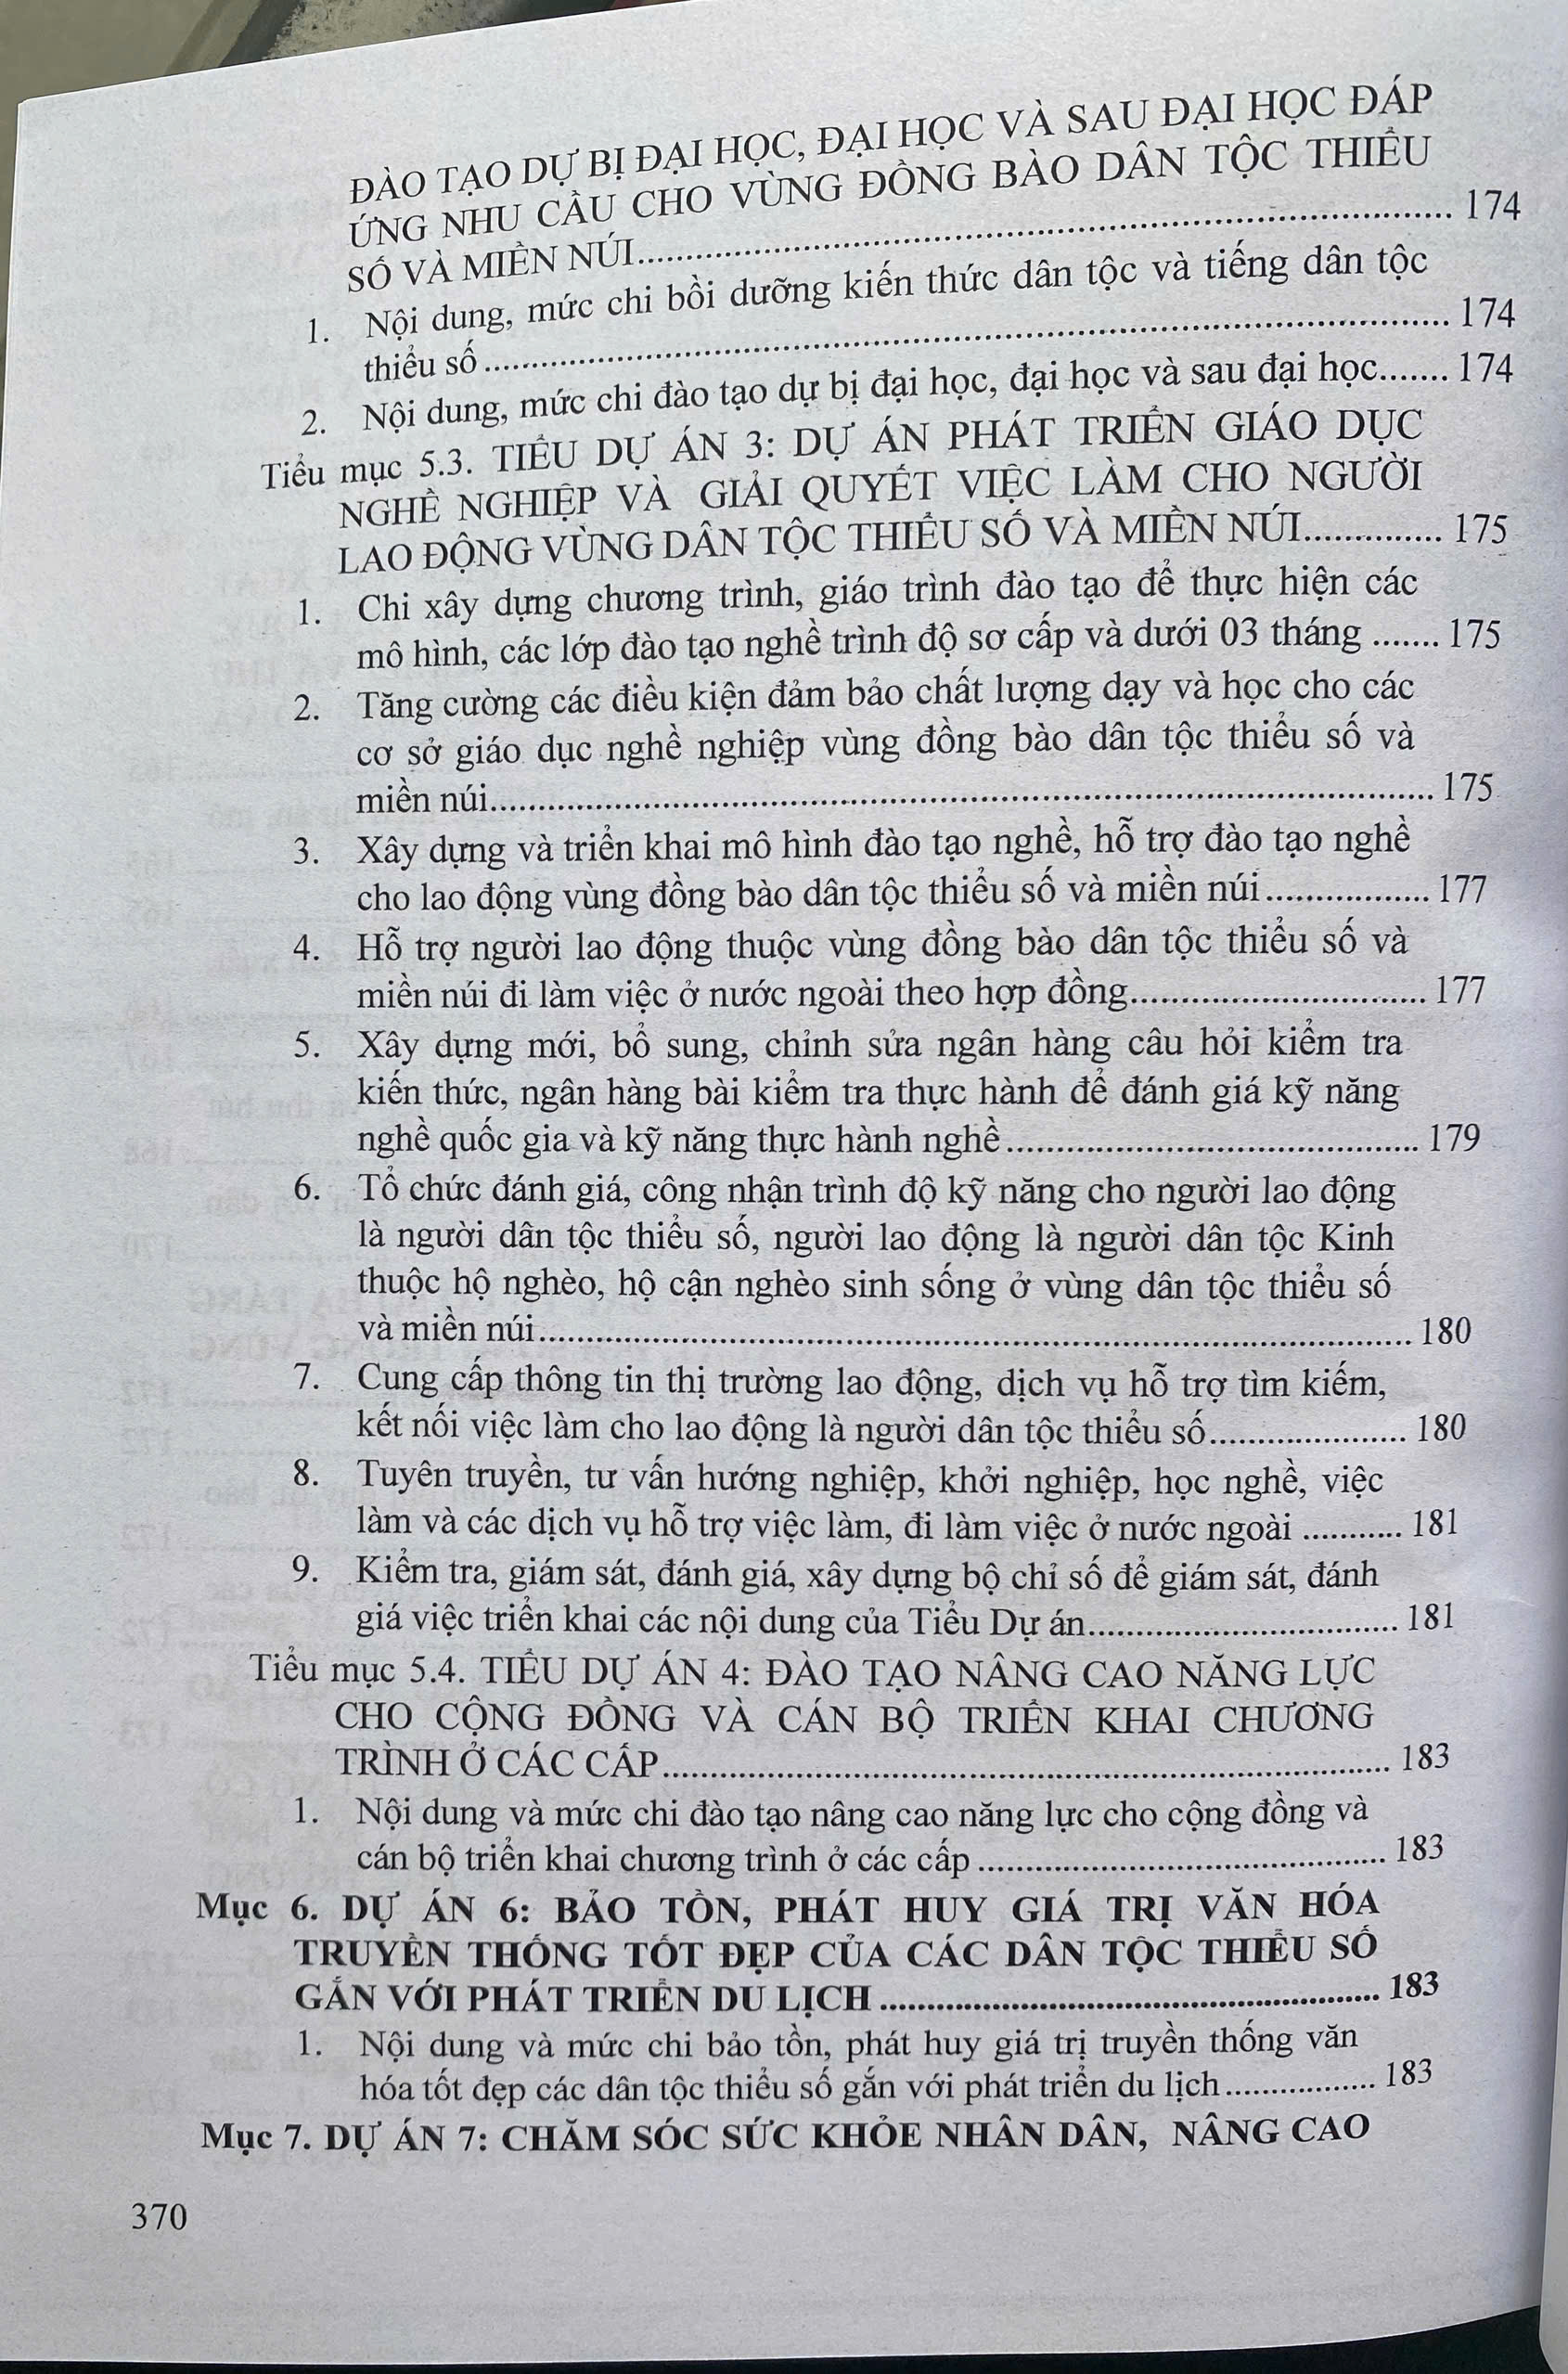 ĐÀO TẠO DỰ BỊ ĐẠI HỌC, ĐẠI HỌC VÀ SAU ĐẠI HỌC ĐÁP
ỨNG NHU CẦU CHO VÙNG ĐỒNG BÀO DÂN TỘC THIỂU
SỐ VÀ MIỀN NÚI.......... 174
1. Nội dung, mức chi bồi dưỡng kiến thức dân tộc và tiếng dân tộc
thiểu số.......... 174
2. Nội dung, mức chi đào tạo dự bị đại học, đại học và sau đại học....... 174
Tiểu mục 5.3. TIỂU DỰ ÁN 3: DỰ ÁN PHÁT TRIỂN GIÁO DỤC
NGHỀ NGHIỆP VÀ GIẢI QUYẾT VIỆC LÀM CHO NGƯỜI
LAO ĐỘNG VÙNG DÂN TỘC THIỂU SỐ VÀ MIỀN NÚI.............. 175
1. Chi xây dựng chương trình, giáo trình đào tạo để thực hiện các
mô hình, các lớp đào tạo nghề trình độ sơ cấp và dưới 03 tháng ....... 175
2. Tăng cường các điều kiện đảm bảo chất lượng dạy và học cho các
cơ sở giáo dục nghề nghiệp vùng đồng bào dân tộc thiểu số và
miền núi.......... 175
3. Xây dựng và triển khai mô hình đào tạo nghề, hỗ trợ đào tạo nghề
cho lao động vùng đồng bào dân tộc thiểu số và miền núi.......... 177
4. Hỗ trợ người lao động thuộc vùng đồng bào dân tộc thiểu số và
miền núi đi làm việc ở nước ngoài theo hợp đồng.......... 177
5. Xây dựng mới, bổ sung, chỉnh sửa ngân hàng câu hỏi kiểm tra
kiến thức, ngân hàng bài kiểm tra thực hành để đánh giá kỹ năng
nghề quốc gia và kỹ năng thực hành nghề.......... 179
6. Tổ chức đánh giá, công nhận trình độ kỹ năng cho người lao động
là người dân tộc thiểu số, người lao động là người dân tộc Kinh
thuộc hộ nghèo, hộ cận nghèo sinh sống ở vùng dân tộc thiểu số
và miền núi.......... 180
7. Cung cấp thông tin thị trường lao động, dịch vụ hỗ trợ tìm kiếm,
kết nối việc làm cho lao động là người dân tộc thiểu số.......... 180
8. Tuyên truyền, tư vấn hướng nghiệp, khởi nghiệp, học nghề, việc
làm và các dịch vụ hỗ trợ việc làm, đi làm việc ở nước ngoài ........... 181
9. Kiểm tra, giám sát, đánh giá, xây dựng bộ chỉ số để giám sát, đánh
giá việc triển khai các nội dung của Tiểu Dự án.......... 181
Tiểu mục 5.4. TIỂU DỰ ÁN 4: ĐÀO TẠO NÂNG CAO NĂNG LỰC
CHO CỘNG ĐỒNG VÀ CÁN BỘ TRIỂN KHAI CHƯƠNG
TRÌNH Ở CÁC CẤP.......... 183
1. Nội dung và mức chi đào tạo nâng cao năng lực cho cộng đồng và
cán bộ triển khai chương trình ở các cấp.......... 183
Mục 6. DỰ ÁN 6: BẢO TỒN, PHÁT HUY GIÁ TRỊ VĂN HÓA
TRUYỀN THỐNG TỐT ĐẸP CỦA CÁC DÂN TỘC THIỂU SỐ
GẮN VỚI PHÁT TRIỂN DU LỊCH.......... 183
1. Nội dung và mức chi bảo tồn, phát huy giá trị truyền thống văn
hóa tốt đẹp các dân tộc thiểu số gắn với phát triển du lịch.......... 183
Mục 7. DỰ ÁN 7: CHĂM SÓC SỨC KHỎE NHÂN DÂN, NÂNG CAO
370